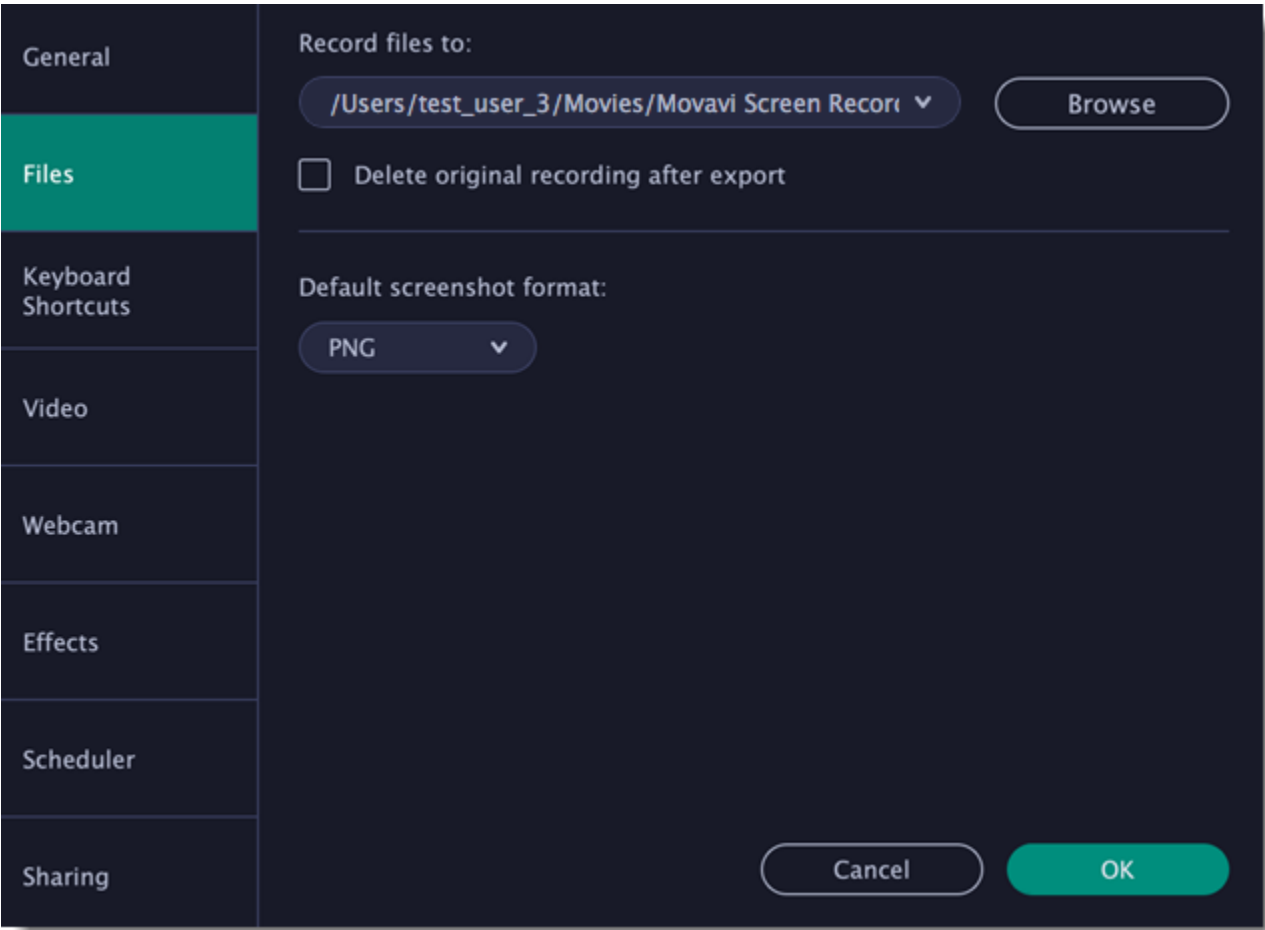 General
Files
Keyboard
Shortcuts
Video
Webcam
Effects
Scheduler
Sharing
Record files to:
/Users/test_user_3/Movies/Movavi Screen Recor
Browse
Delete original recording after export
Default screenshot format:
PNG
Cancel
OK